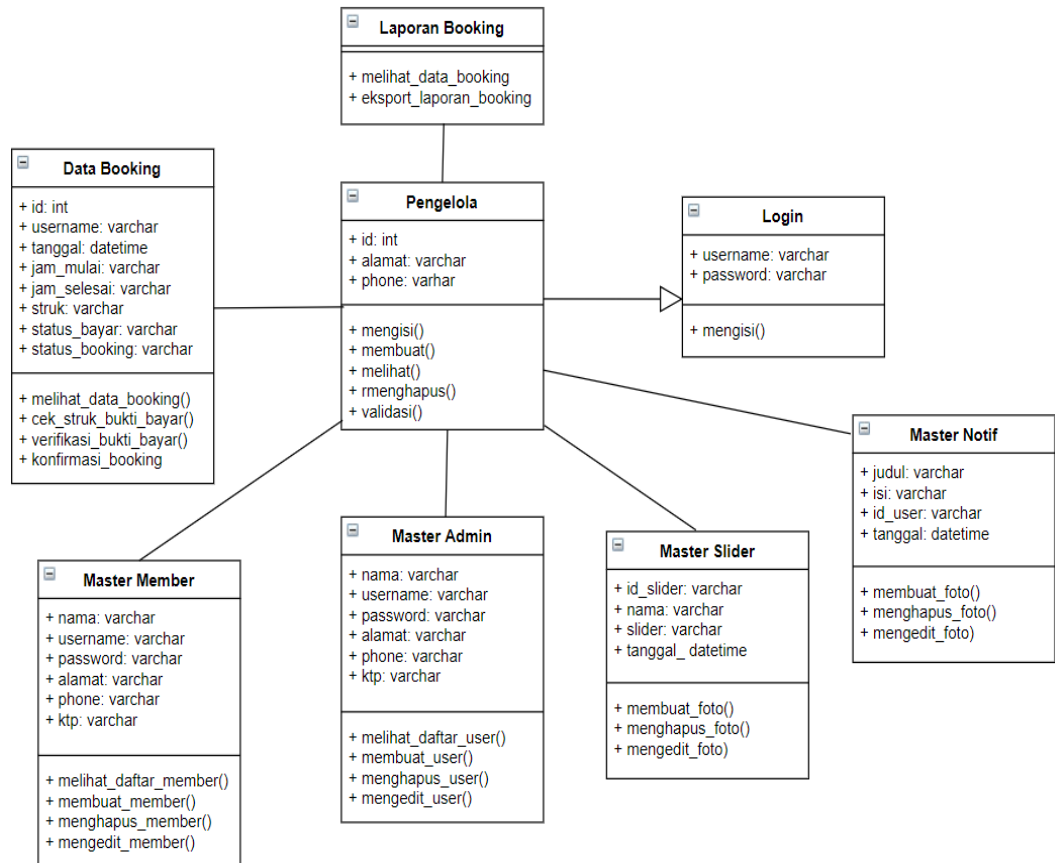 Laporan Booking
+ melihat_data_booking
+ eksport_laporan_booking
Data Booking
+ id: int
+ username: varchar
+ tanggal: datetime
+ jam_mulai: varchar
+ jam_selesai: varchar
+ struk: varchar
+ status_bayar: varchar
+ status_booking: varchar
+ melihat_data_booking()
+ cek_struk_bukti_bayar()
+ verifikasi_bukti_bayar()
+ konfirmasi_booking
Pengelola
+ id: int
+ alamat: varchar
+ phone: varhar
+ mengisi()
+ membuat()
+ melihat()
+ rmenghapus()
+ validasi()
Login
+ username: varchar
+ password: varchar
+ mengisi()
Master Notif
+ judul: varchar
+ isi: varchar
+ id_user: varchar
+ tanggal: datetime
+ membuat_foto()
+ menghapus_foto()
+ mengedit_foto)
Master Member
+ nama: varchar
+ username: varchar
+ password: varchar
+ alamat: varchar
+ phone: varchar
+ ktp: varchar
+ melihat_daftar_member()
+ membuat_member()
+ menghapus_member()
+ mengedit_member()
Master Admin
+ nama: varchar
+ username: varchar
+ password: varchar
+ alamat: varchar
+ phone: varchar
+ ktp: varchar
+ melihat_daftar_user()
+ membuat_user()
+ menghapus_user()
+ mengedit_user()
Master Slider
+ id_slider: varchar
+ nama: varchar
+ slider: varchar
+ tanggal_ datetime
+ membuat_foto()
+ menghapus_foto()
+ mengedit_foto)